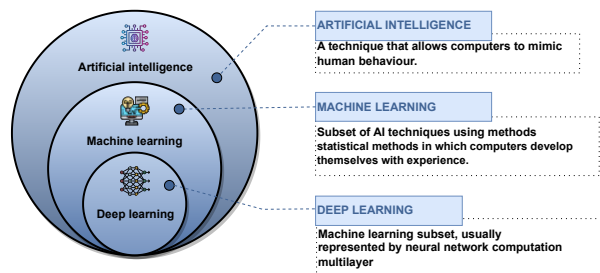 Artificial intelligence
Machine learning
Deep learning
ARTIFICIAL INTELLIGENCE
A technique that allows computers to mimic
human behaviour.
MACHINE LEARNING
Subset of AI techniques using methods
statistical methods in which computers develop
themselves with experience.
DEEP LEARNING
Machine learning subset, usually
represented by neural network computation
multilayer